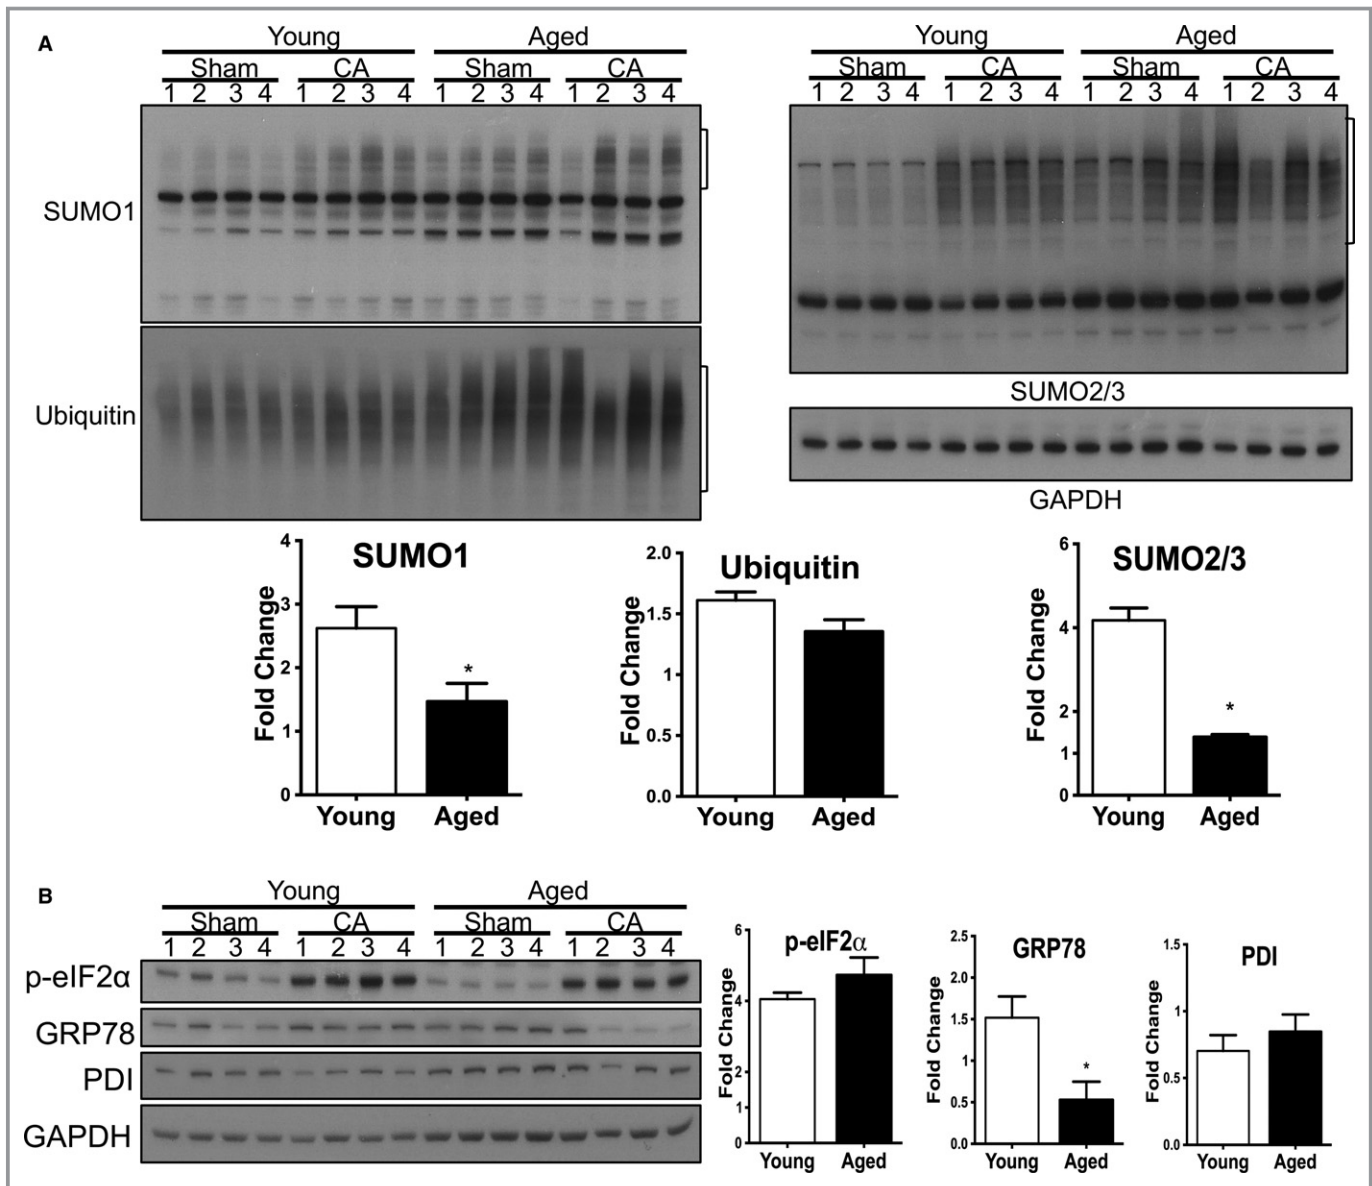 A
Young Aged
Sham CA Sham CA
1 2 3 4 1 2 3 4 1 2 3 4 1 2 3 4
SUMO1
Ubiquitin
Young Aged
Sham CA Sham CA
1 2 3 4 1 2 3 4 1 2 3 4 1 2 3 4
SUMO2/3
GAPDH
SUMO1
Fold Change
4
3
2
1
0
*
Young Aged
Ubiquitin
Fold Change
2.0
1.5
1
0.5
0.0
Young Aged
SUMO2/3
Fold Change
6
4
2
1
0
*
Young Aged
B
Young Aged
Sham CA Sham CA
1 2 3 4 1 2 3 4 1 2 3 4 1 2 3 4
p-eIF2α
GRP78
PDI
GAPDH
p-eIF2α
Fold Change
6
4
2
1
0
Young Aged
GRP78
Fold Change
2.5
2.0
1.5
1
0.5
0.0
*
Young Aged
PDI
Fold Change
1.5
1
0.5
0.0
Young Aged